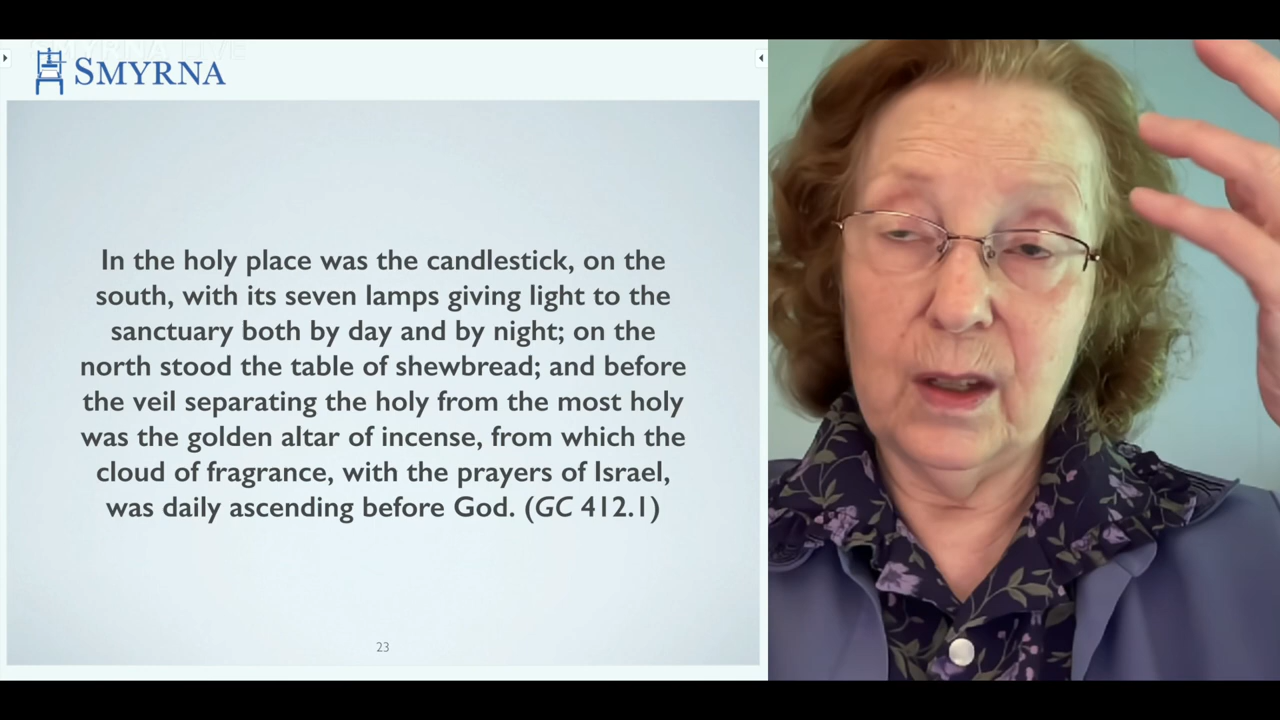 SMYRNA LIVE
SMYRNA
In the holy place was the candlestick, on the
south, with its seven lamps giving light to the
sanctuary both by day and by night; on the
north stood the table of shewbread; and before
the veil separating the holy from the most holy
was the golden altar of incense, from which the
cloud of fragrance, with the prayers of Israel,
was daily ascending before God. (GC 412.1)
23